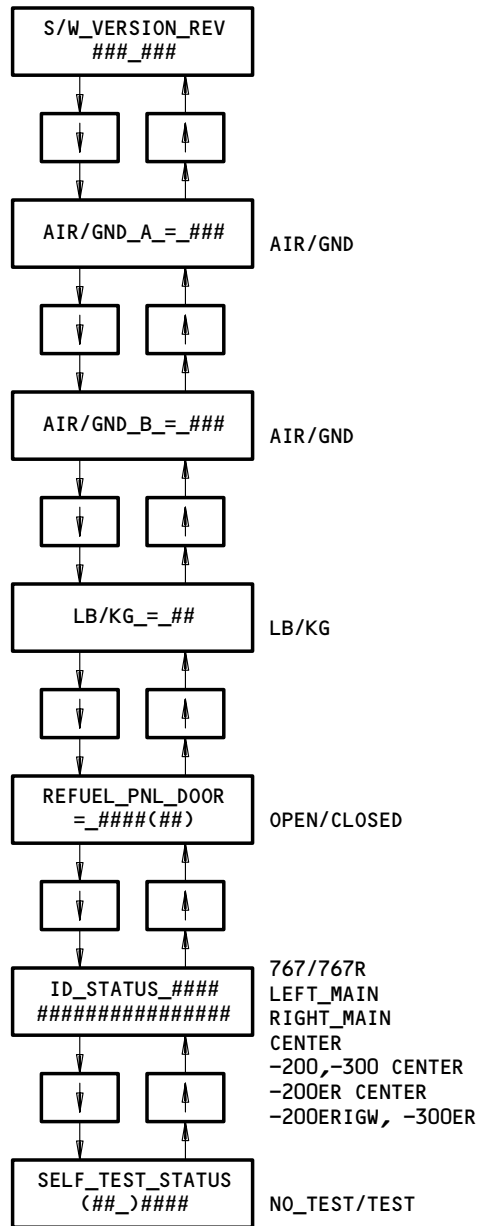 S/W_VERSION_REV
###_###
AIR/GND_A_=_###
AIR/GND
AIR/GND_B_=_###
AIR/GND
LB/KG_=_##
LB/KG
REFUEL_PNL_DOOR
=_####(##)
OPEN/CLOSED
ID_STATUS_####
################
767/767R
LEFT_MAIN
RIGHT_MAIN
CENTER
-200,-300 CENTER
-200ER CENTER
-200ERIGW, -300ER
SELF_TEST_STATUS
(##_)####
NO_TEST/TEST